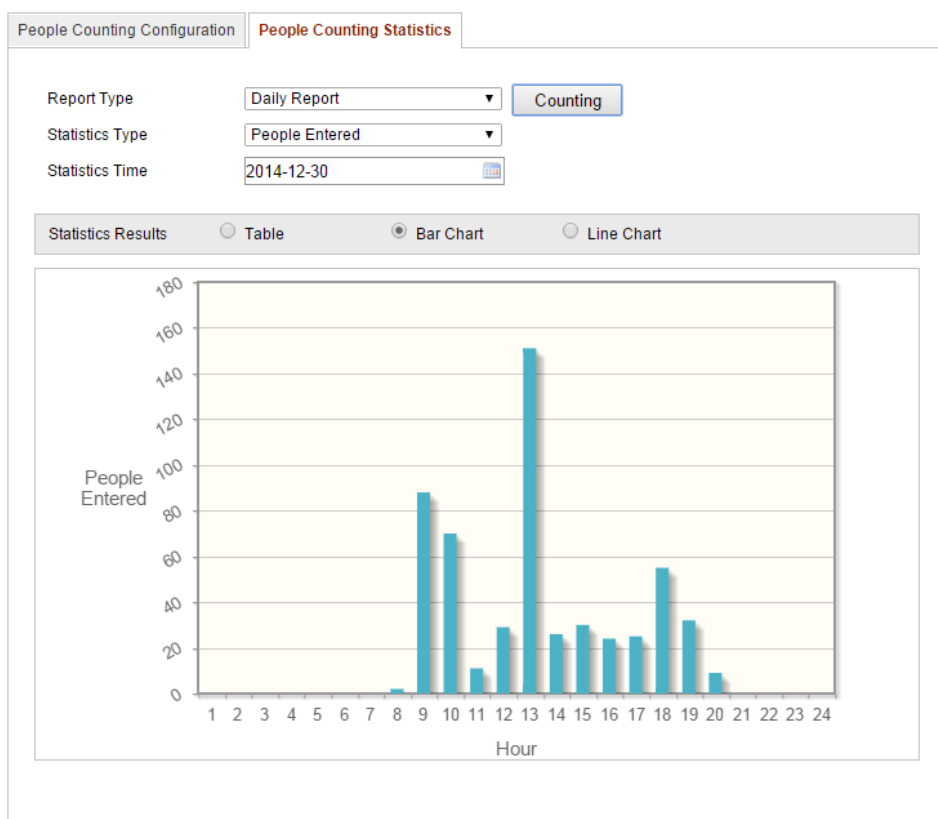 People Counting Configuration People Counting Statistics
Report Type Daily Report Counting
Statistics Type People Entered
Statistics Time 2014-12-30
Statistics Results Table Bar Chart Line Chart
180
160
140
120
100
People
Entered
80
60
40
20
0
1 2 3 4 5 6 7 8 9 10 11 12 13 14 15 16 17 18 19 20 21 22 23 24
Hour